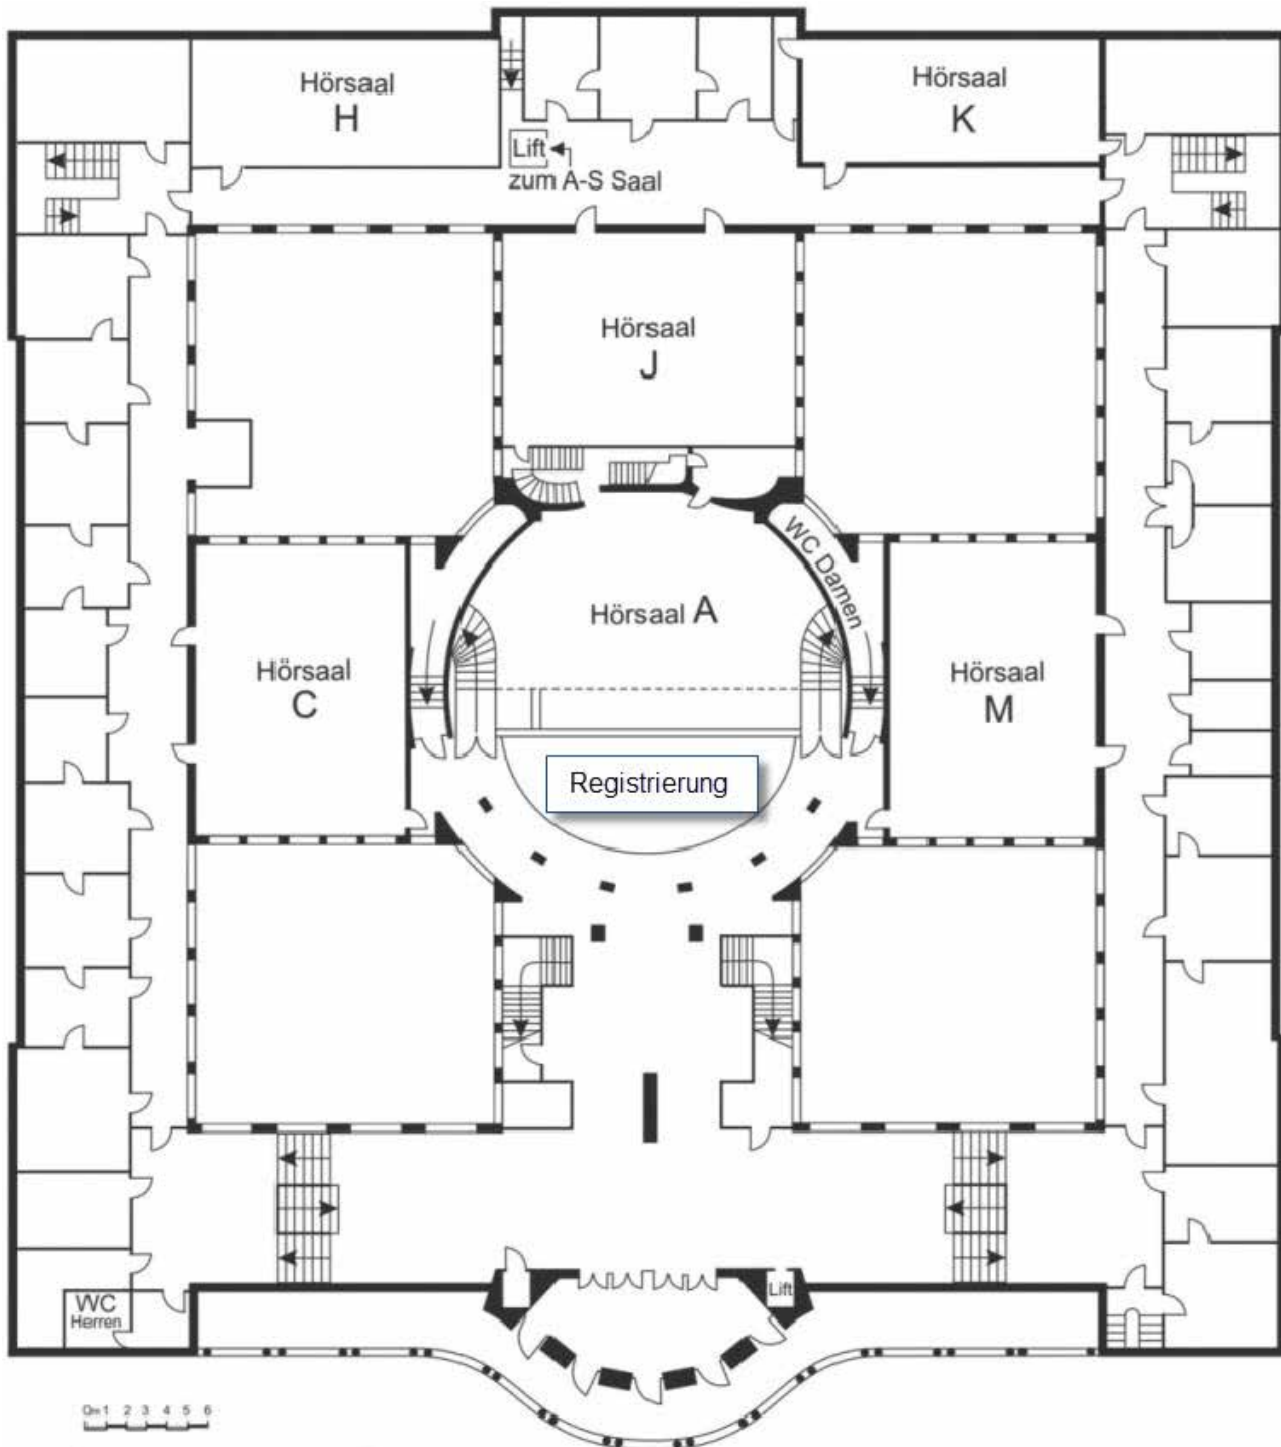 Hörsaal
H
Hörsaal
K
Lift
zum A-S Saal
Hörsaal
J
WC Damen
Hörsaal A
Hörsaal
C
Hörsaal
M
Registrierung
Lift
WC
Herren
0m 1 2 3 4 5 6